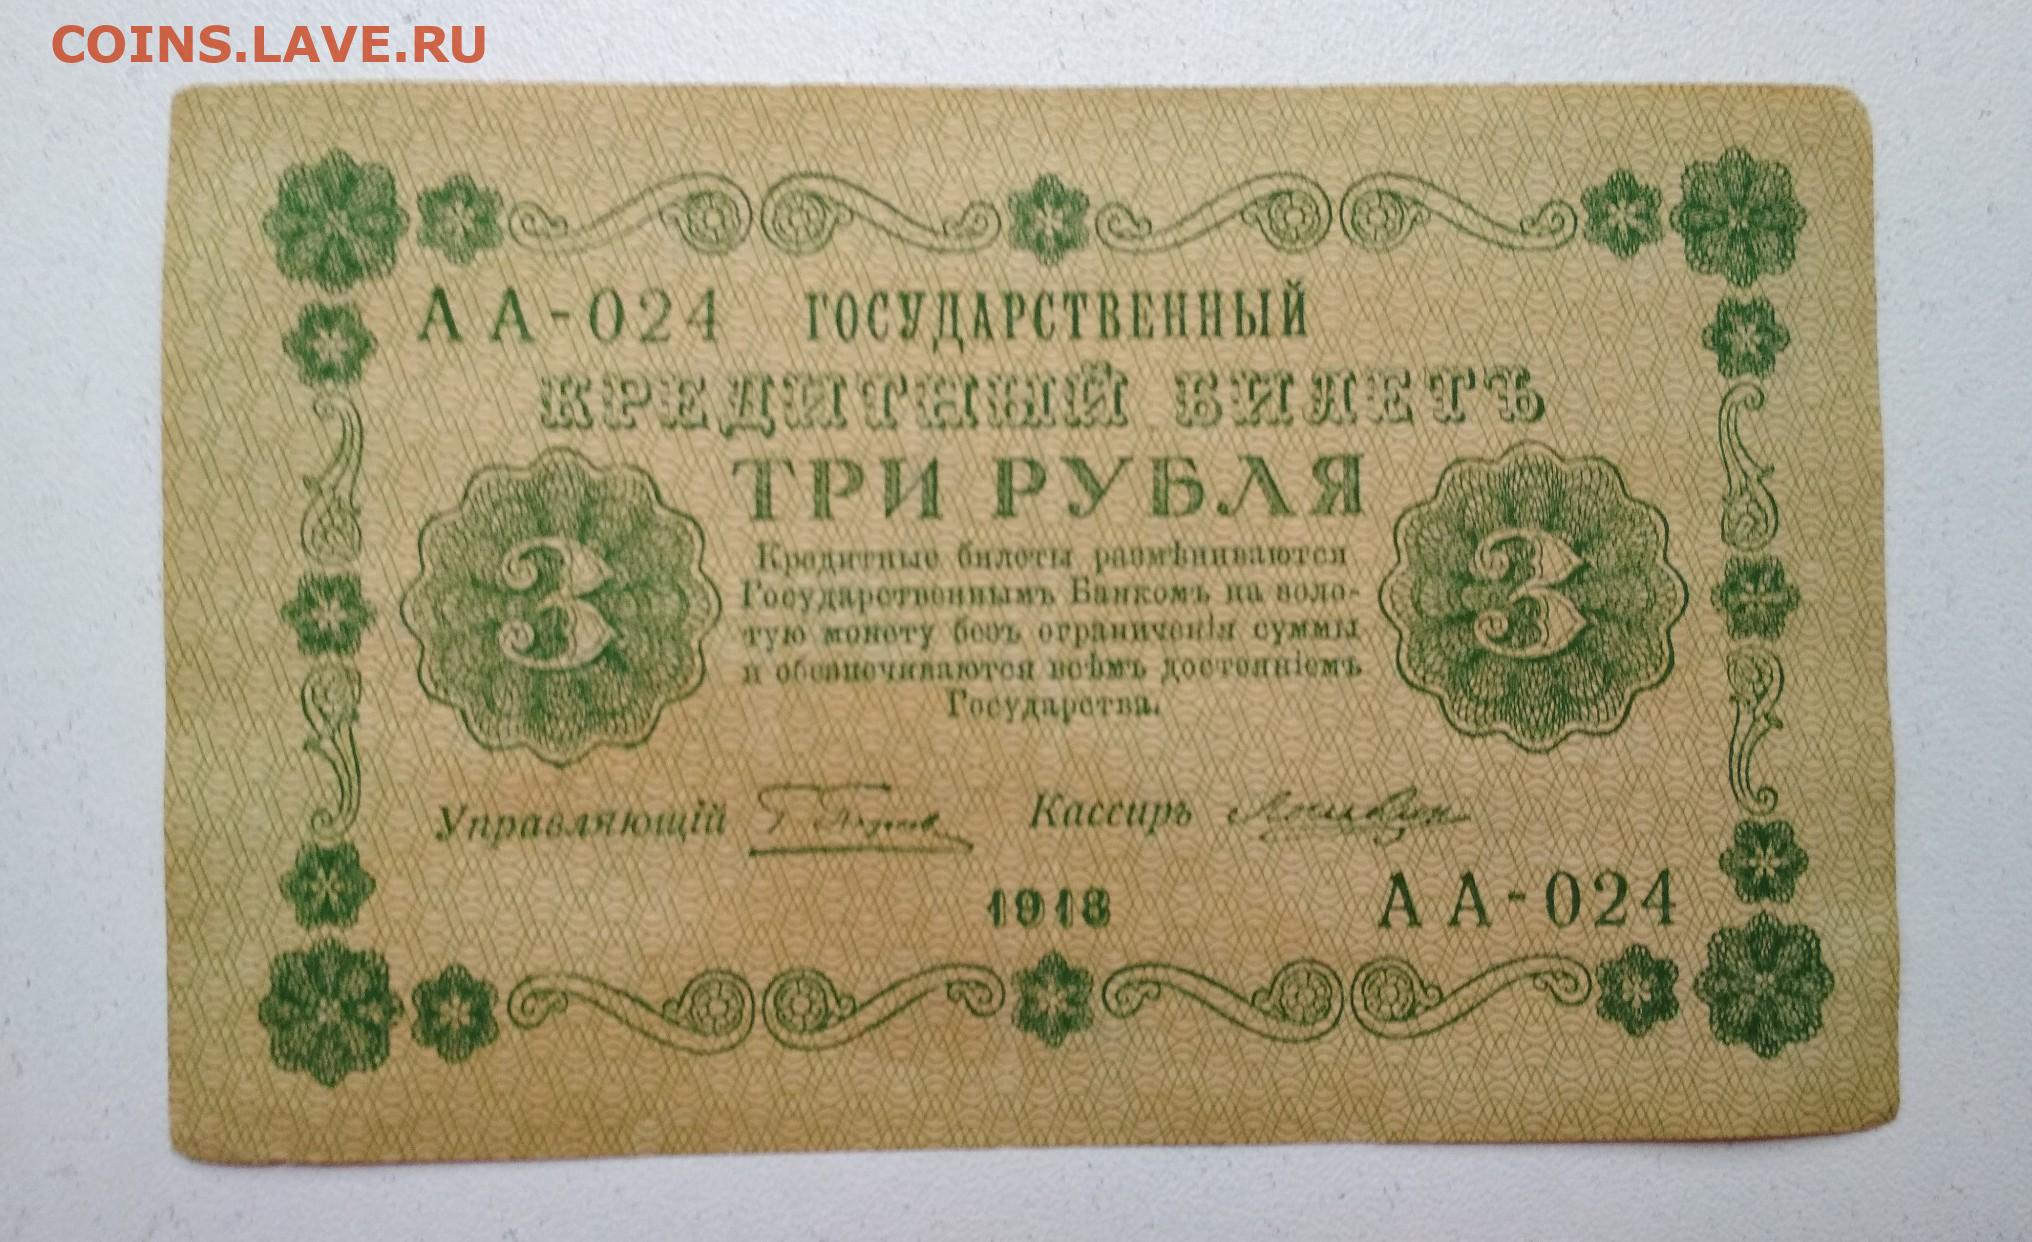 COINS.LAVE.RU
АА-024 ГОСУДАРСТВЕННЫЙ
КРЕДИТНЫЙ БИЛЕТЪ
ТРИ РУБЛЯ
3
3
Кредитные билеты размѣниваются
Государственнымъ Банкомъ на золо-
тую монету безъ ограниченія суммы
и обезпечиваются всѣмъ достояніемъ
Государства.
Управляющій Кассиръ
1918 АА-024